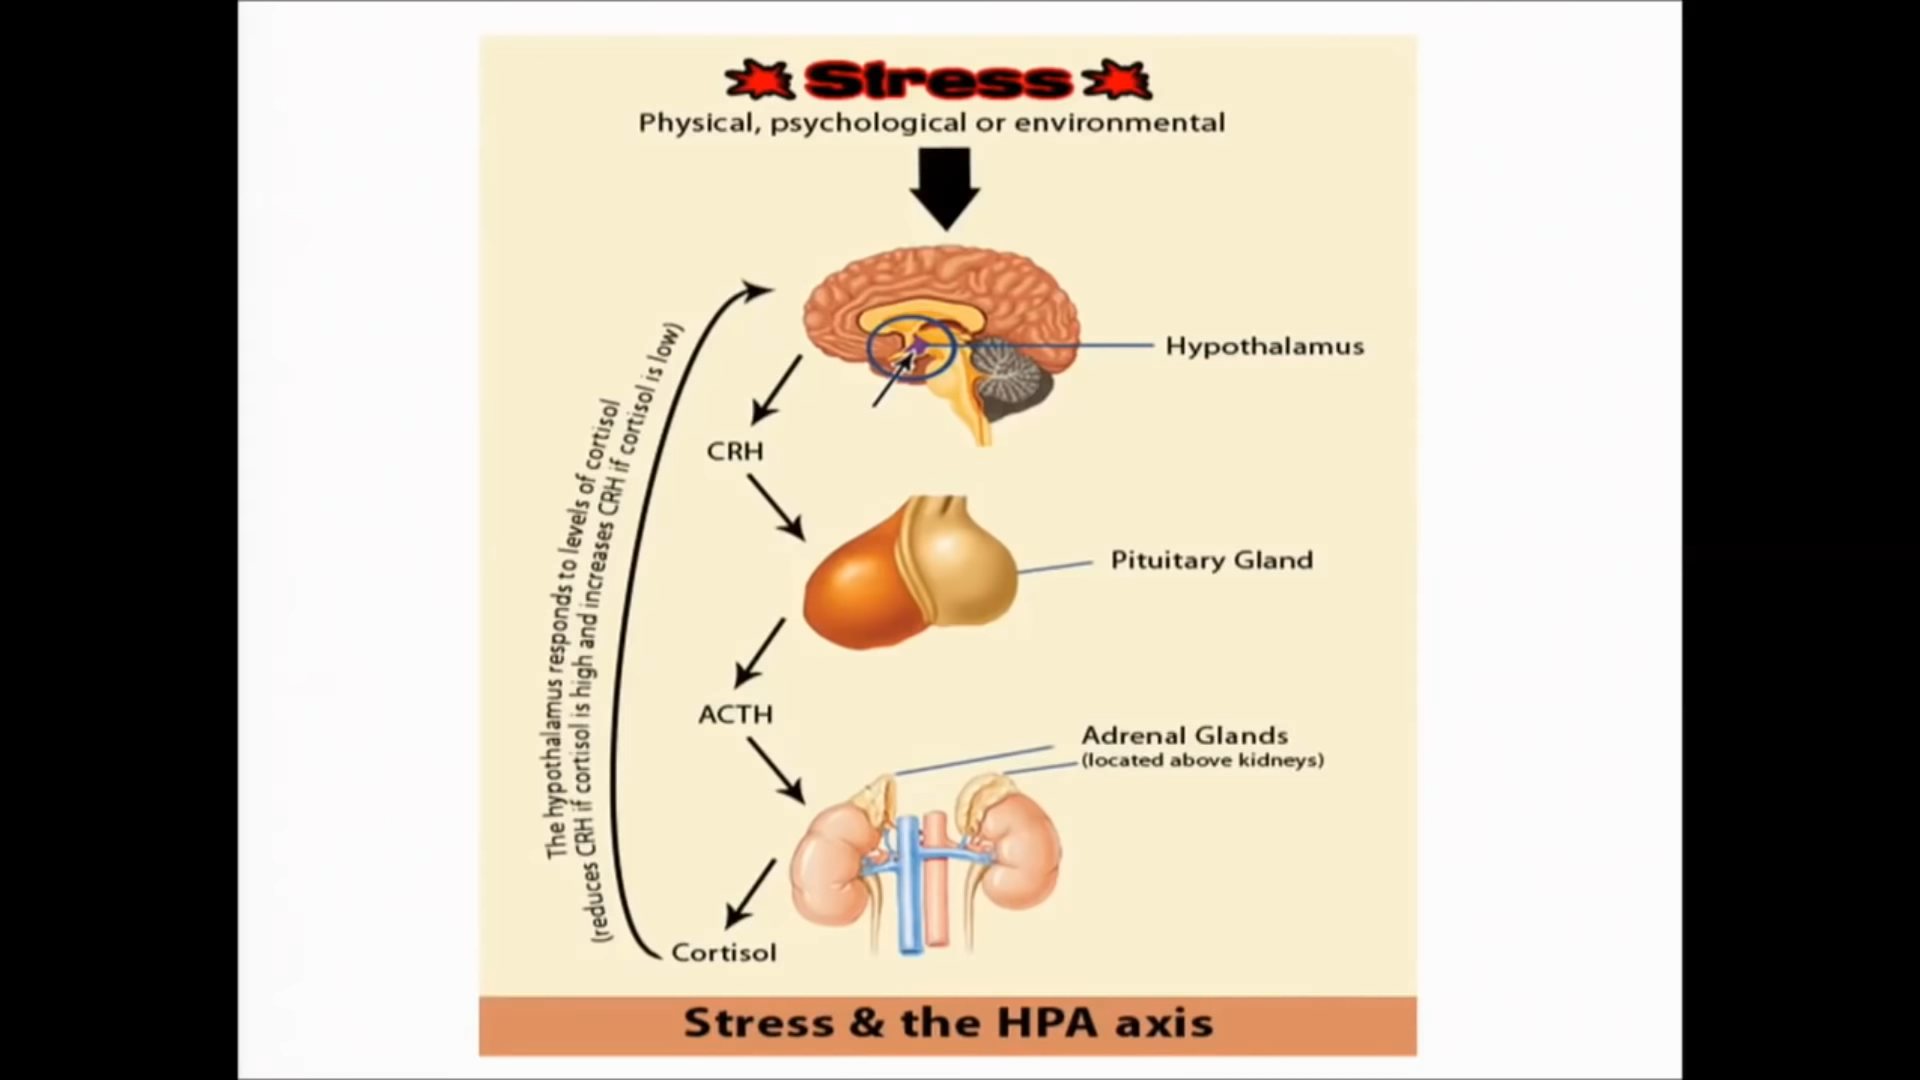 Stress
Physical, psychological or environmental
Hypothalamus
CRH
Pituitary Gland
ACTH
Adrenal Glands
(located above kidneys)
Cortisol
The hypothalamus responds to levels of cortisol
(reduces CRH if cortisol is high and increases CRH if cortisol is low)
Stress & the HPA axis